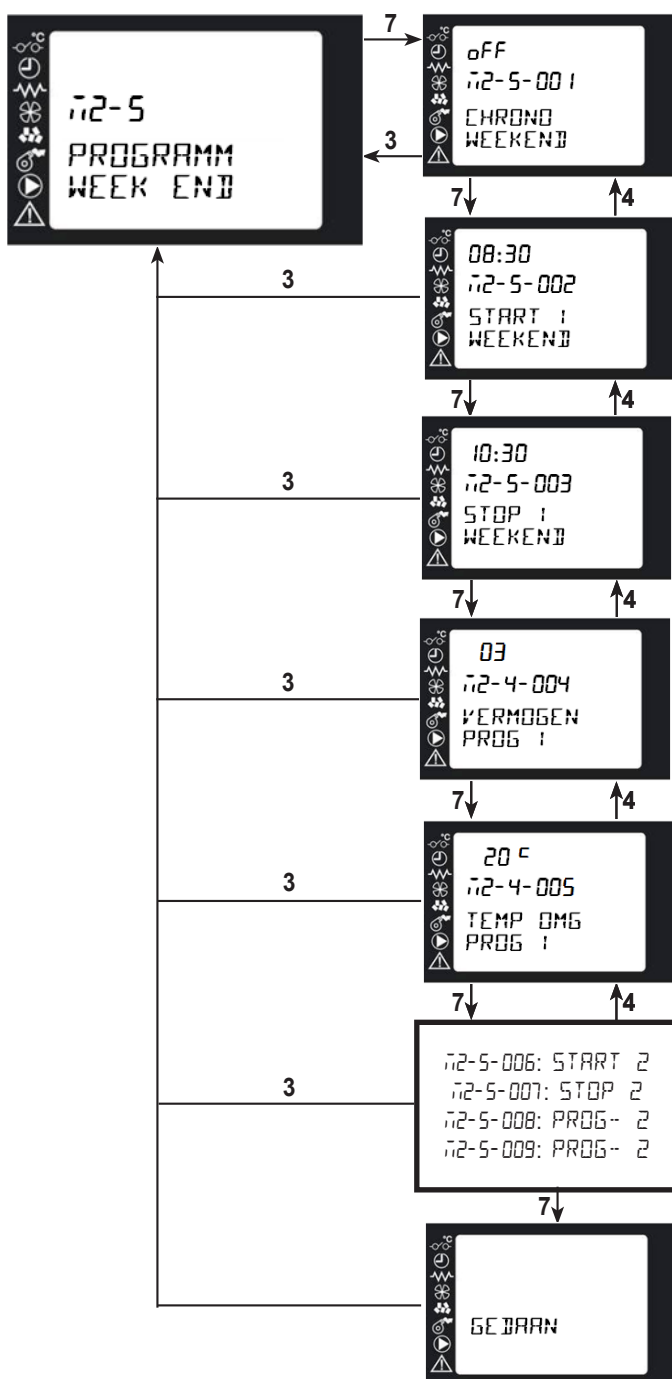 M2-5
PROGRAMM
WEEK END
7
3
oFF
M2-5-001
CHRONO
WEEKEND
7
4
3
08:30
M2-5-002
START 1
WEEKEND
7
4
3
10:30
M2-5-003
STOP 1
WEEKEND
7
4
3
03
M2-4-004
VERMOGEN
PROG 1
7
4
3
20 c
M2-4-005
TEMP OMG
PROG 1
7
4
3
M2-5-006: START 2
M2-5-007: STOP 2
M2-5-008: PROG-- 2
M2-5-009: PROG-- 2
7
GEDAAN
°C
°C
°C
°C
°C
°C
°C